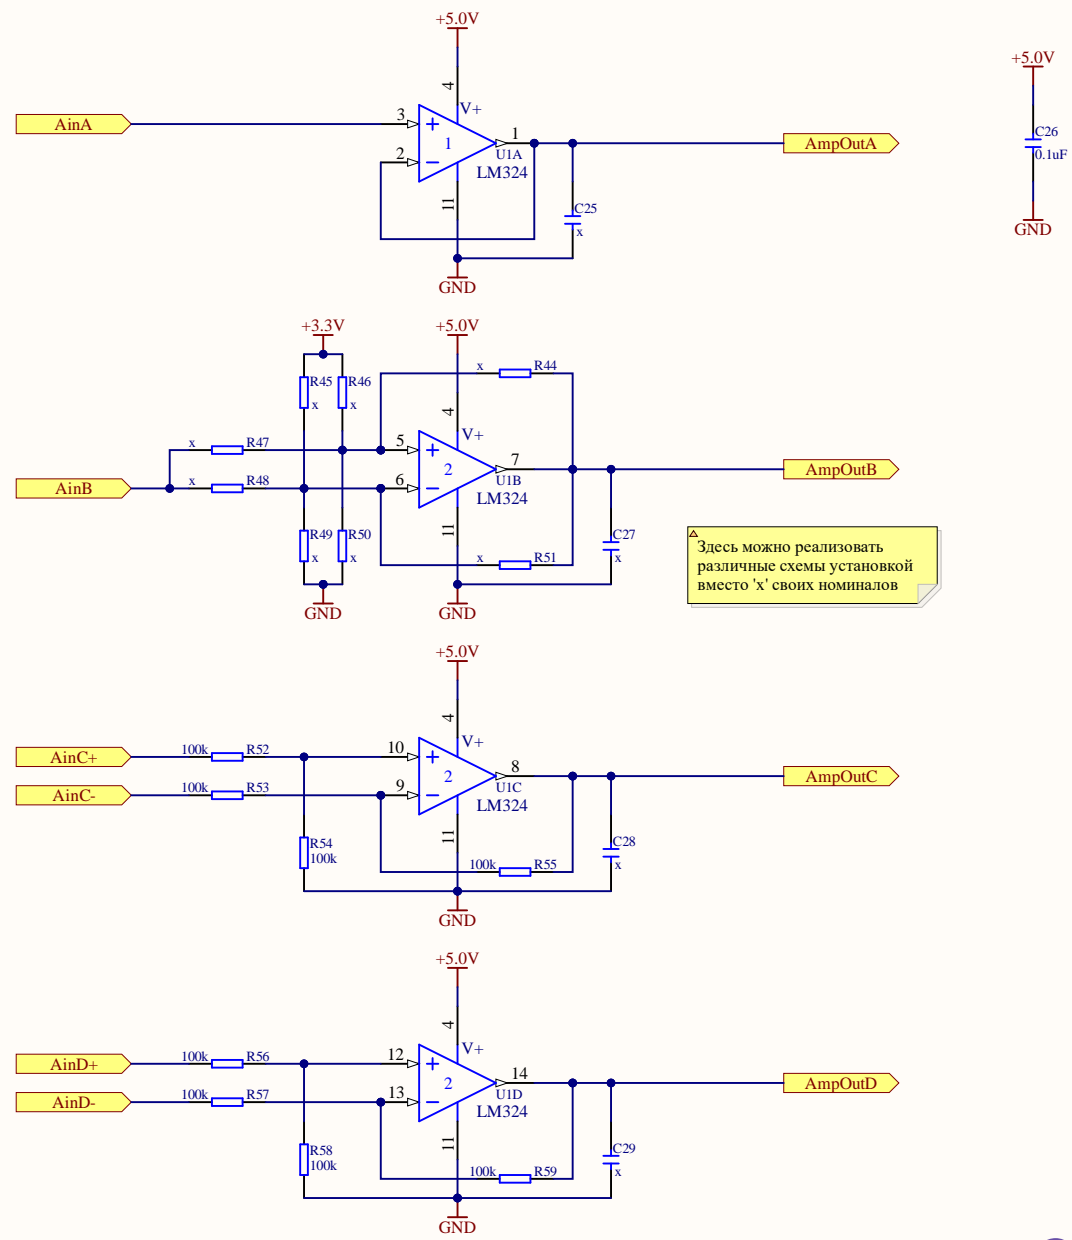 +5.0V
4
V+
AinA
3
2
1
1
U1A
LM324
11
C25
x
GND
AmpOutA
+5.0V
C26
0.1uF
GND
+3.3V
+5.0V
R45
x
R46
x
x
R44
4
V+
x
R47
5
AinB
x
R48
6
2
7
U1B
LM324
AmpOutB
R49
x
R50
x
11
C27
x
x
R51
GND
GND
Здесь можно реализовать
различные схемы установкой
вместо 'x' своих номиналов
+5.0V
4
V+
AinC+
100k
R52
10
AinC-
100k
R53
9
2
8
U1C
LM324
AmpOutC
R54
100k
11
C28
x
100k
R55
GND
+5.0V
4
V+
AinD+
100k
R56
12
AinD-
100k
R57
13
2
14
U1D
LM324
AmpOutD
R58
100k
11
C29
x
100k
R59
GND